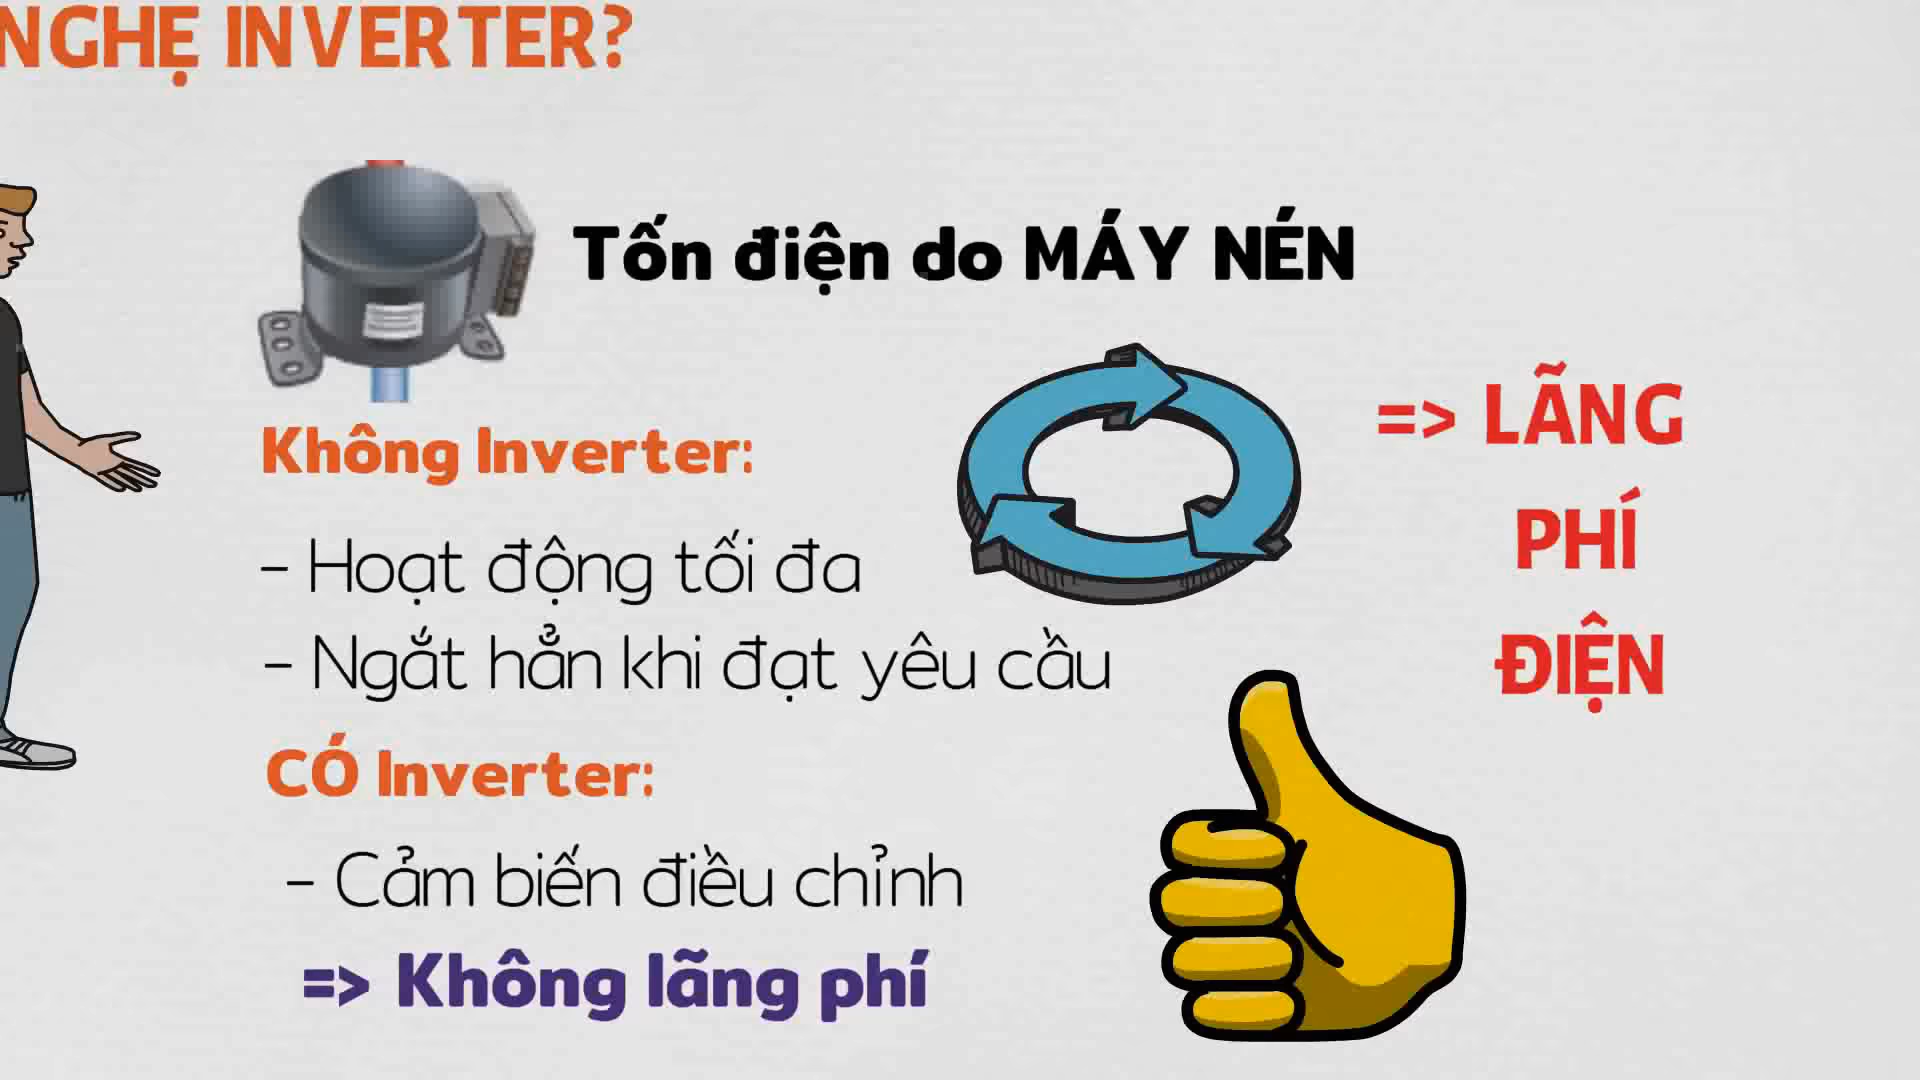 NGHỆ INVERTER?
Tốn điện do MÁY NÉN
Không Inverter:
- Hoạt động tối đa
- Ngắt hẳn khi đạt yêu cầu
=> LÃNG
PHÍ
ĐIỆN
CÓ Inverter:
- Cảm biến điều chỉnh
=> Không lãng phí